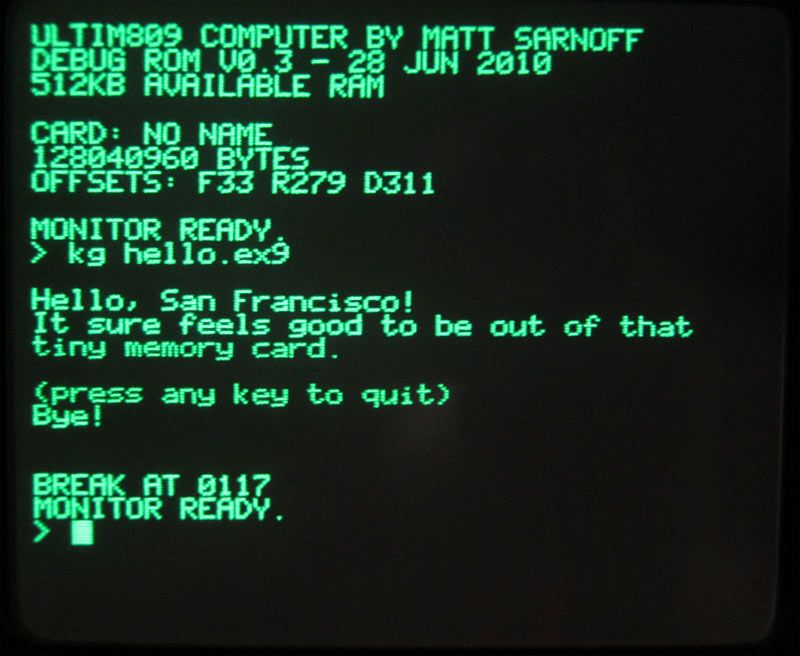 ULTIM809 COMPUTER BY MATT SARNOFF
DEBUG ROM V0.3 - 28 JUN 2010
512KB AVAILABLE RAM
CARD: NO NAME
128040960 BYTES
OFFSETS: F33 R279 D311
MONITOR READY.
> kg hello.ex9
Hello, San Francisco!
It sure feels good to be out of that
tiny memory card.
(press any key to quit)
Bye!
BREAK AT 0117
MONITOR READY.
>